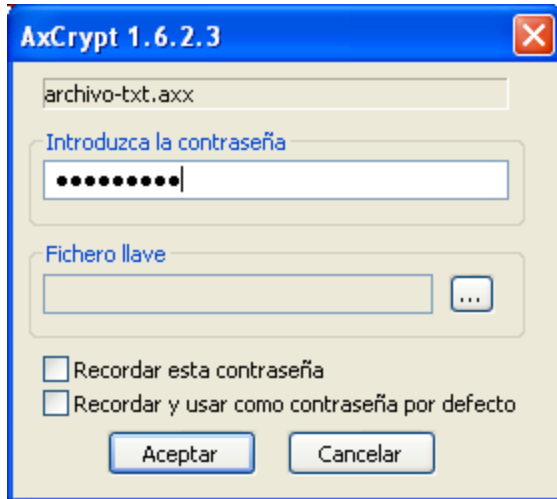 AxCrypt 1.6.2.3
archivo-txt.axx
Introduzca la contraseña
•••••••••
Fichero llave
...
Recordar esta contraseña
Recordar y usar como contraseña por defecto
Aceptar Cancelar